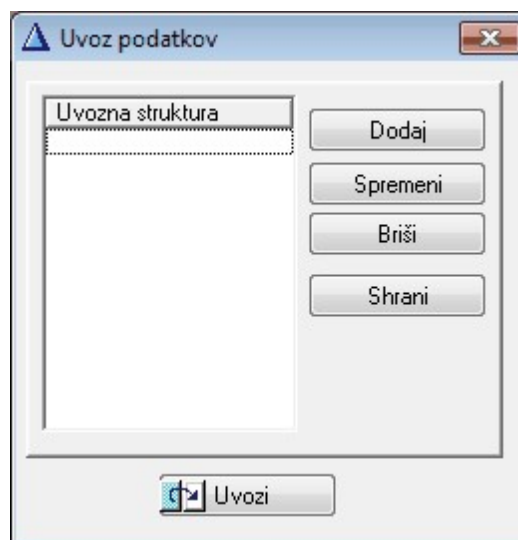 Uvoz podatkov
Uvozna struktura
Dodaj
Spremeni
Briši
Shrani
Uvozi